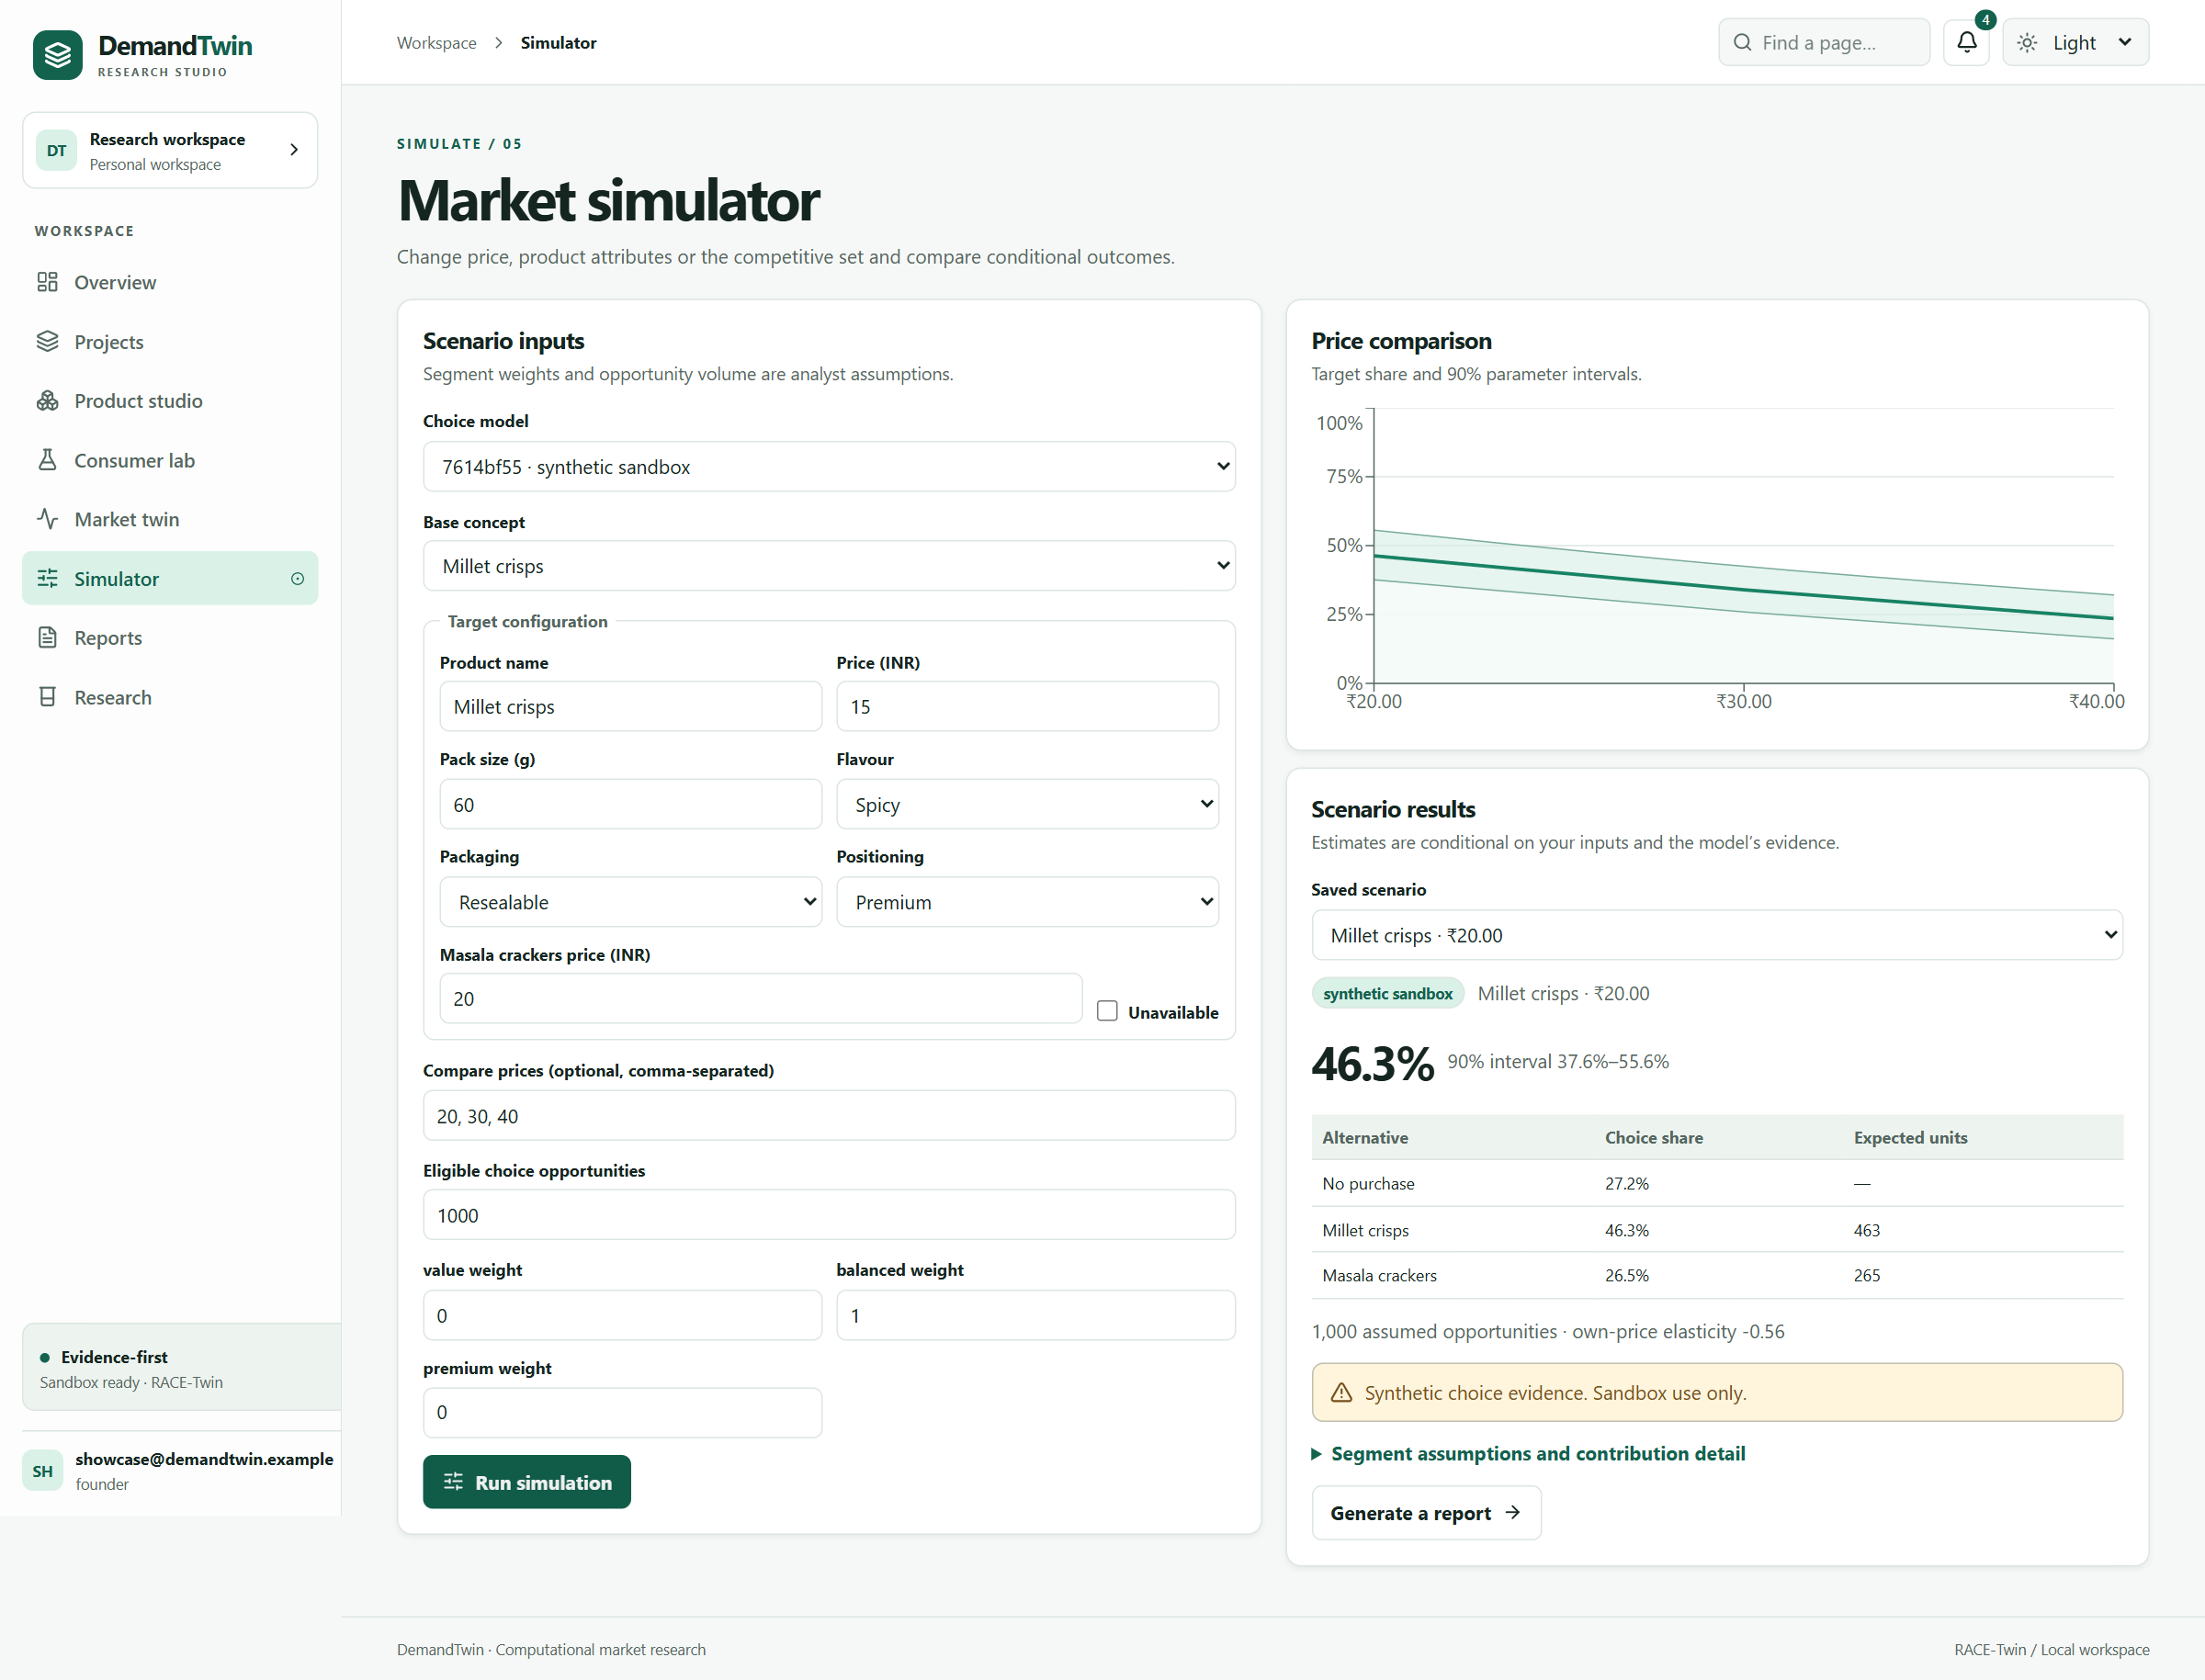 DemandTwin
RESEARCH STUDIO
DT
Research workspace
Personal workspace
WORKSPACE
Overview
Projects
Product studio
Consumer lab
Market twin
Simulator
Reports
Research
Evidence-first
Sandbox ready · RACE-Twin
SH
showcase@demandtwin.example
founder
Workspace
Simulator
Find a page...
4
Light
SIMULATE / 05
Market simulator
Change price, product attributes or the competitive set and compare conditional outcomes.
Scenario inputs
Segment weights and opportunity volume are analyst assumptions.
Choice model
7614bf55 · synthetic sandbox
Base concept
Millet crisps
Target configuration
Product name
Price (INR)
Millet crisps
15
Pack size (g)
Flavour
60
Spicy
Packaging
Positioning
Resealable
Premium
Masala crackers price (INR)
20
Unavailable
Compare prices (optional, comma-separated)
20, 30, 40
Eligible choice opportunities
1000
value weight
balanced weight
0
1
premium weight
0
Run simulation
Price comparison
Target share and 90% parameter intervals.
100%
75%
50%
25%
0%
₹20.00
₹30.00
₹40.00
Scenario results
Estimates are conditional on your inputs and the model’s evidence.
Saved scenario
Millet crisps · ₹20.00
synthetic sandbox
Millet crisps · ₹20.00
46.3%
90% interval 37.6%–55.6%
Alternative Choice share Expected units
No purchase 27.2% —
Millet crisps 46.3% 463
Masala crackers 26.5% 265
1,000 assumed opportunities · own-price elasticity -0.56
Synthetic choice evidence. Sandbox use only.
Segment assumptions and contribution detail
Generate a report
DemandTwin · Computational market research
RACE-Twin / Local workspace